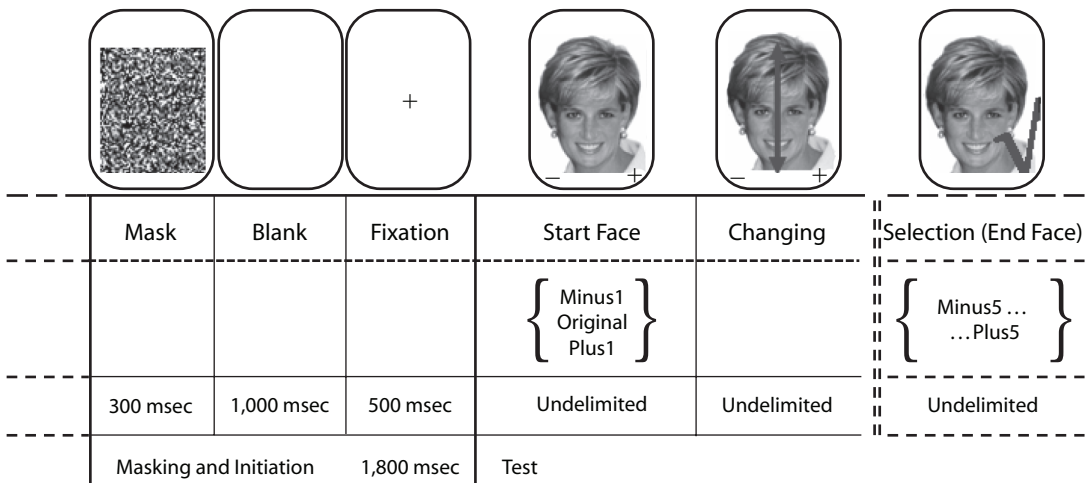 +
− + − +
Mask Blank Fixation Start Face Changing Selection (End Face)
Minus1
Original
Plus1
Minus5 …
…Plus5
300 msec 1,000 msec 500 msec Undelimited Undelimited Undelimited
Masking and Initiation 1,800 msec Test